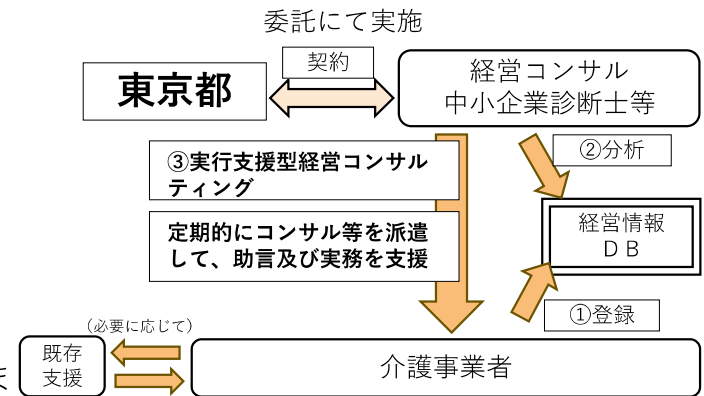 委託にて実施
契約
東京都
経営コンサル
中小企業診断士等
②分析
③実行支援型経営コンサル
ティング
定期的にコンサル等を派遣
して、助言及び実務を支援
経営情報
ＤＢ
①登録
（必要に応じて）
既存
支援
介護事業者